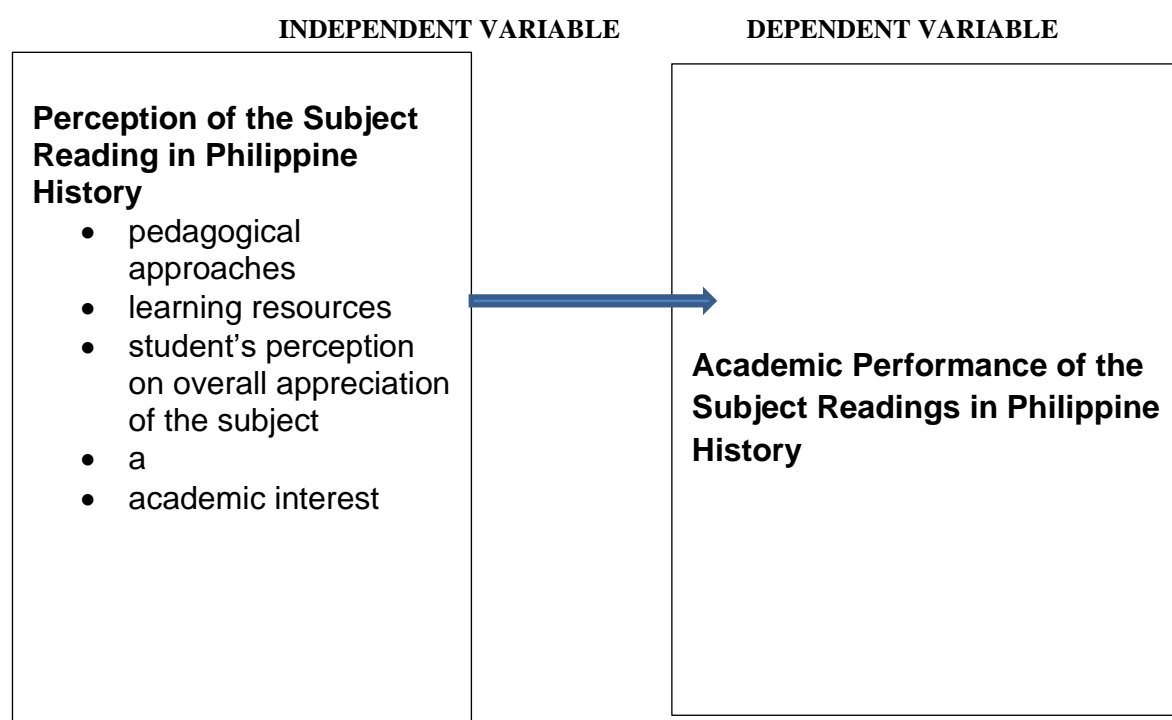 INDEPENDENT VARIABLE DEPENDENT VARIABLE
Perception of the Subject
Reading in Philippine
History
• pedagogical
approaches
• learning resources
• student’s perception
on overall appreciation
of the subject
• a
• academic interest
Academic Performance of the
Subject Readings in Philippine
History